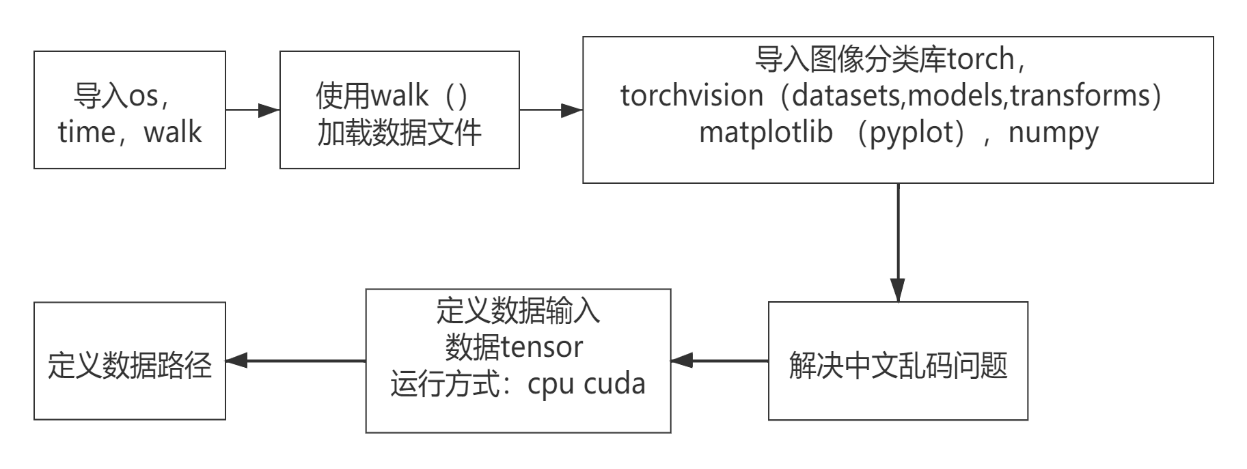 导入os，
time，walk
使用walk（）
加载数据文件
导入图像分类库torch，
torchvision（datasets,models,transforms）
matplotlib （pyplot），numpy
解决中文乱码问题
定义数据输入
数据tensor
运行方式：cpu cuda
定义数据路径